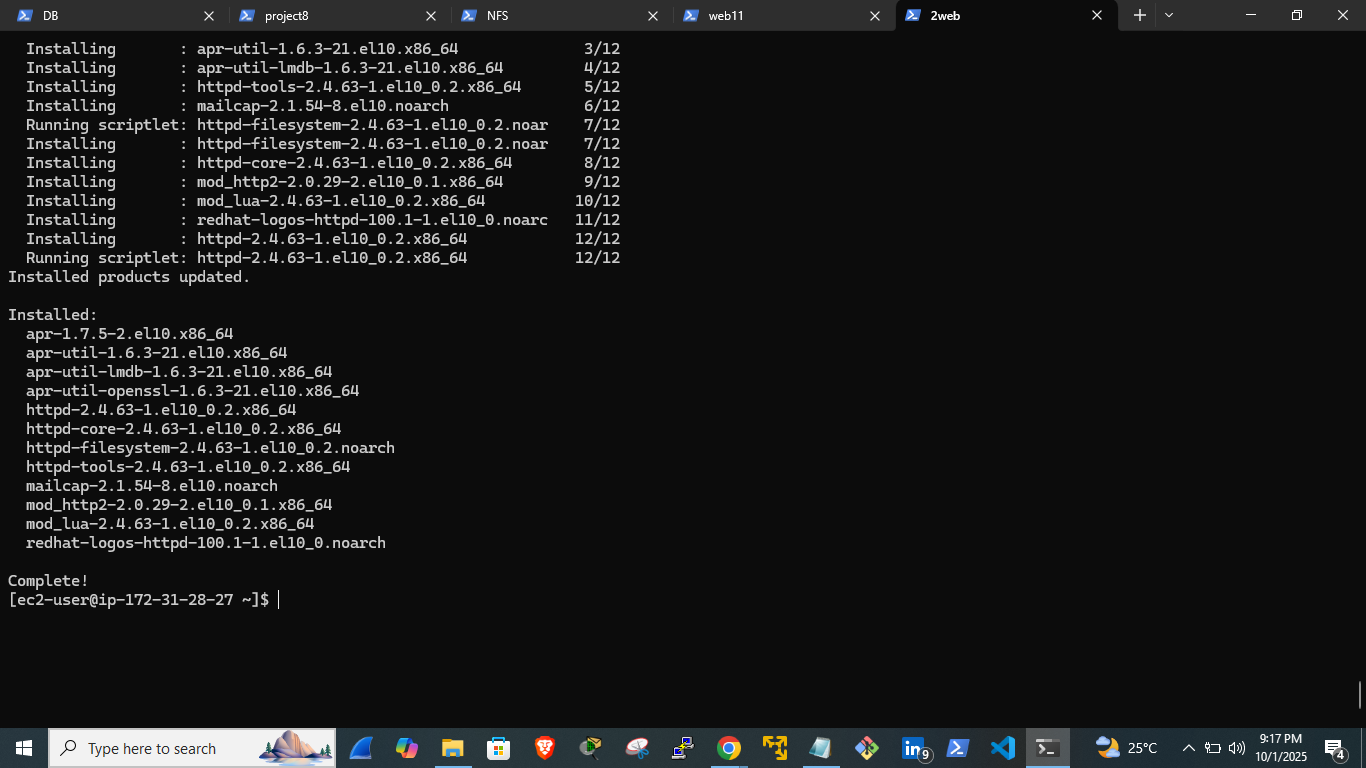 DB
project8
NFS
web11
2web
Installing : apr-util-1.6.3-21.el10.x86_64 3/12
Installing : apr-util-lmdb-1.6.3-21.el10.x86_64 4/12
Installing : httpd-tools-2.4.63-1.el10_0.2.x86_64 5/12
Installing : mailcap-2.1.54-8.el10.noarch 6/12
Running scriptlet: httpd-filesystem-2.4.63-1.el10_0.2.noar 7/12
Installing : httpd-filesystem-2.4.63-1.el10_0.2.noar 7/12
Installing : httpd-core-2.4.63-1.el10_0.2.x86_64 8/12
Installing : mod_http2-2.0.29-2.el10_0.1.x86_64 9/12
Installing : mod_lua-2.4.63-1.el10_0.2.x86_64 10/12
Installing : redhat-logos-httpd-100.1-1.el10_0.noarc 11/12
Installing : httpd-2.4.63-1.el10_0.2.x86_64 12/12
Running scriptlet: httpd-2.4.63-1.el10_0.2.x86_64 12/12
Installed products updated.
Installed:
apr-1.7.5-2.el10.x86_64
apr-util-1.6.3-21.el10.x86_64
apr-util-lmdb-1.6.3-21.el10.x86_64
apr-util-openssl-1.6.3-21.el10.x86_64
httpd-2.4.63-1.el10_0.2.x86_64
httpd-core-2.4.63-1.el10_0.2.x86_64
httpd-filesystem-2.4.63-1.el10_0.2.noarch
httpd-tools-2.4.63-1.el10_0.2.x86_64
mailcap-2.1.54-8.el10.noarch
mod_http2-2.0.29-2.el10_0.1.x86_64
mod_lua-2.4.63-1.el10_0.2.x86_64
redhat-logos-httpd-100.1-1.el10_0.noarch
Complete!
[ec2-user@ip-172-31-28-27 ~]$
Type here to search
9
25°C
9:17 PM
10/1/2025
4